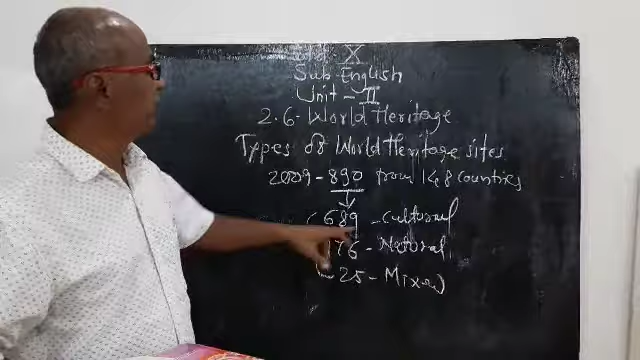 X
Sub-English
Unit - II
2.6. World Heritage
Types of World Heritage sites
2009 - 890 from 148 countries
( 689 - Cultural
176 - Natural
25 - Mixed)